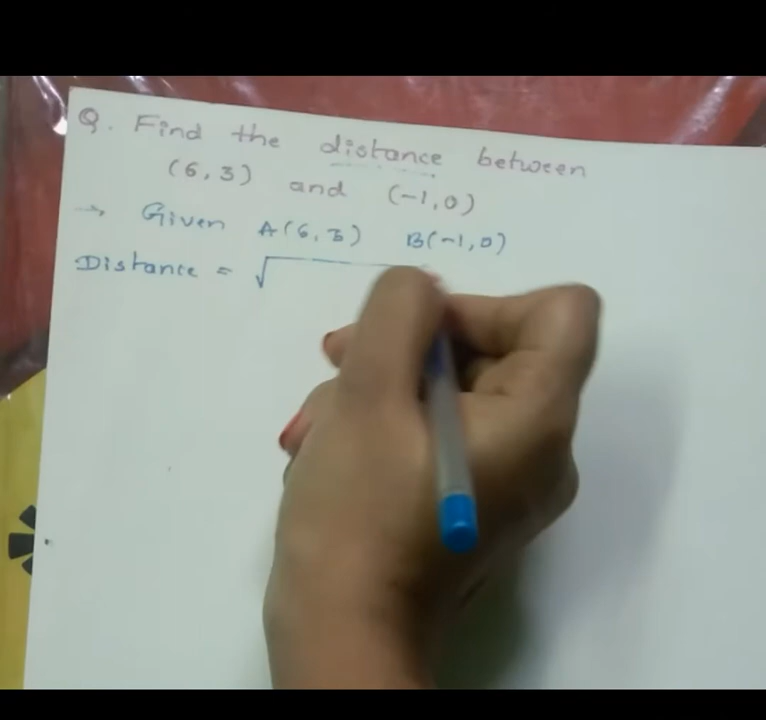 Q. Find the distance between
(6,3) and (-1,0)
→ Given A(6,3) B(-1,0)
Distance = √